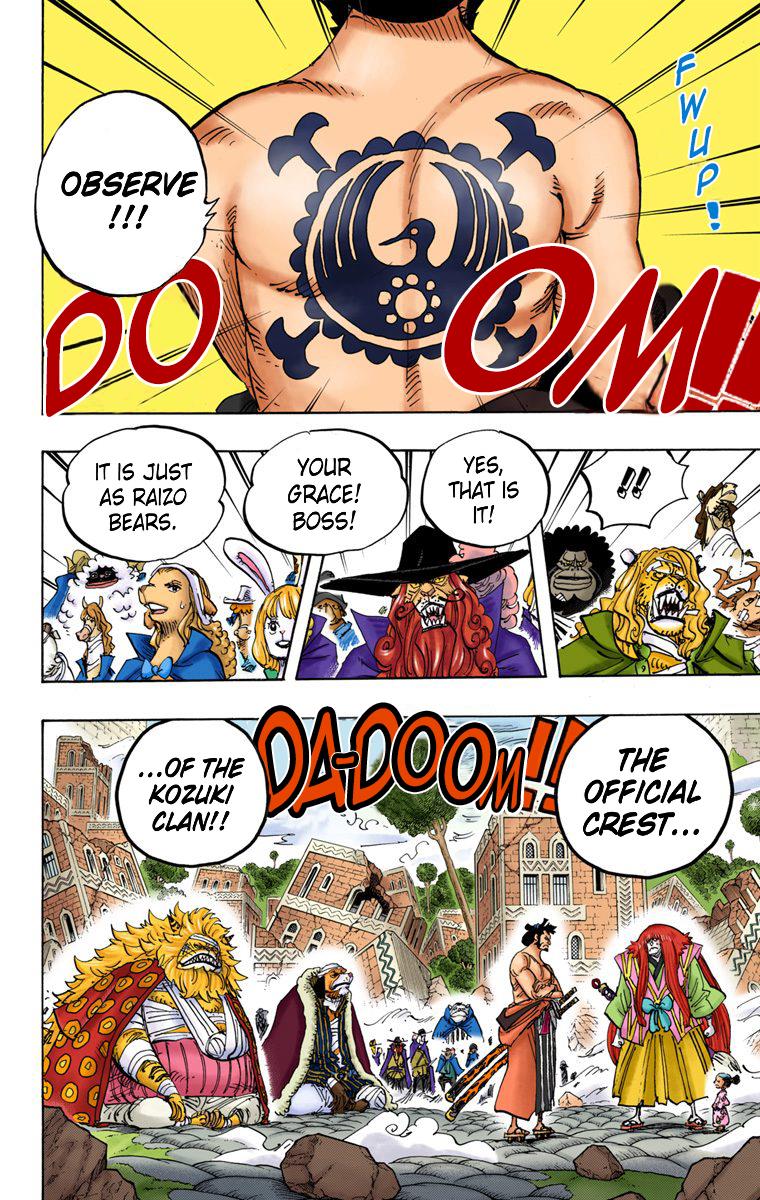 FWUP!
OBSERVE
!!!
DOOM!!
!!
YES,
THAT IS
IT!
YOUR
GRACE!
BOSS!
IT IS JUST
AS RAIZO
BEARS.
THE
OFFICIAL
CREST...
DA-DOOM!!
...OF THE
KOZUKI
CLAN!!